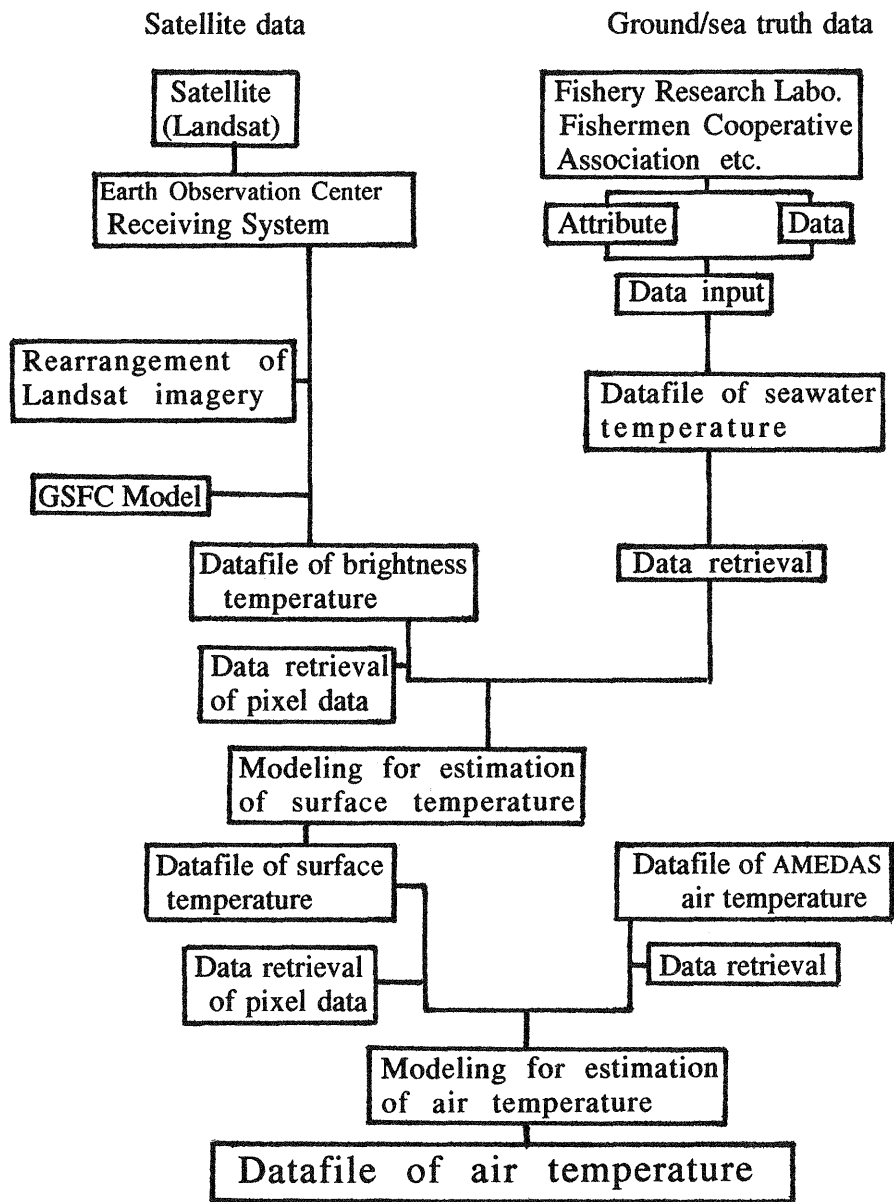 Satellite data
Ground/sea truth data
Satellite
(Landsat)
Earth Observation Center
Receiving System
Fishery Research Labo.
Fishermen Cooperative
Association etc.
Attribute
Data
Data input
Rearrangement of
Landsat imagery
Datafile of seawater
temperature
GSFC Model
Datafile of brightness
temperature
Data retrieval
Data retrieval
of pixel data
Modeling for estimation
of surface temperature
Datafile of surface
temperature
Datafile of AMEDAS
air temperature
Data retrieval
of pixel data
Data retrieval
Modeling for estimation
of air temperature
Datafile of air temperature